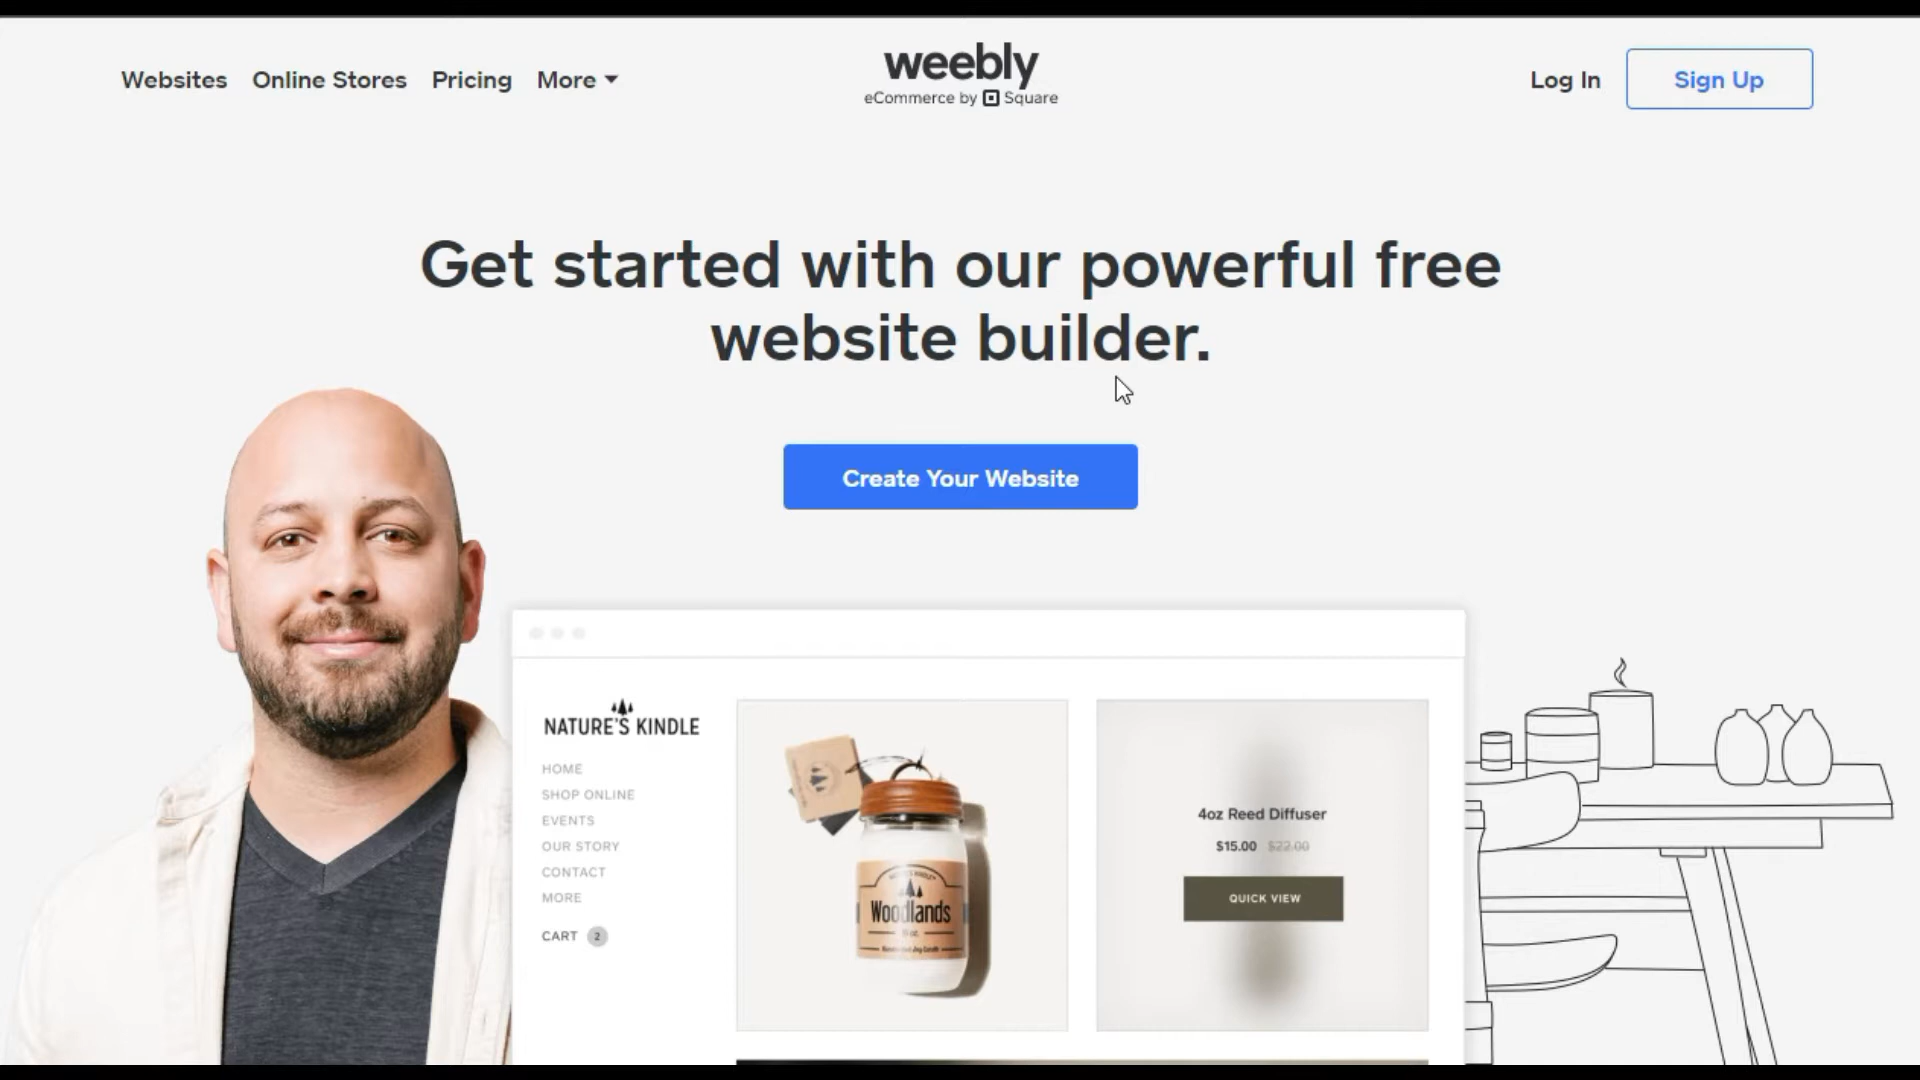 Websites Online Stores Pricing More
weebly
eCommerce by Square
Log In Sign Up
Get started with our powerful free
website builder.
Create Your Website
NATURE'S KINDLE
HOME
SHOP ONLINE
EVENTS
OUR STORY
CONTACT
MORE
CART 2
Woodlands
4oz Reed Diffuser
$15.00 $22.00
QUICK VIEW